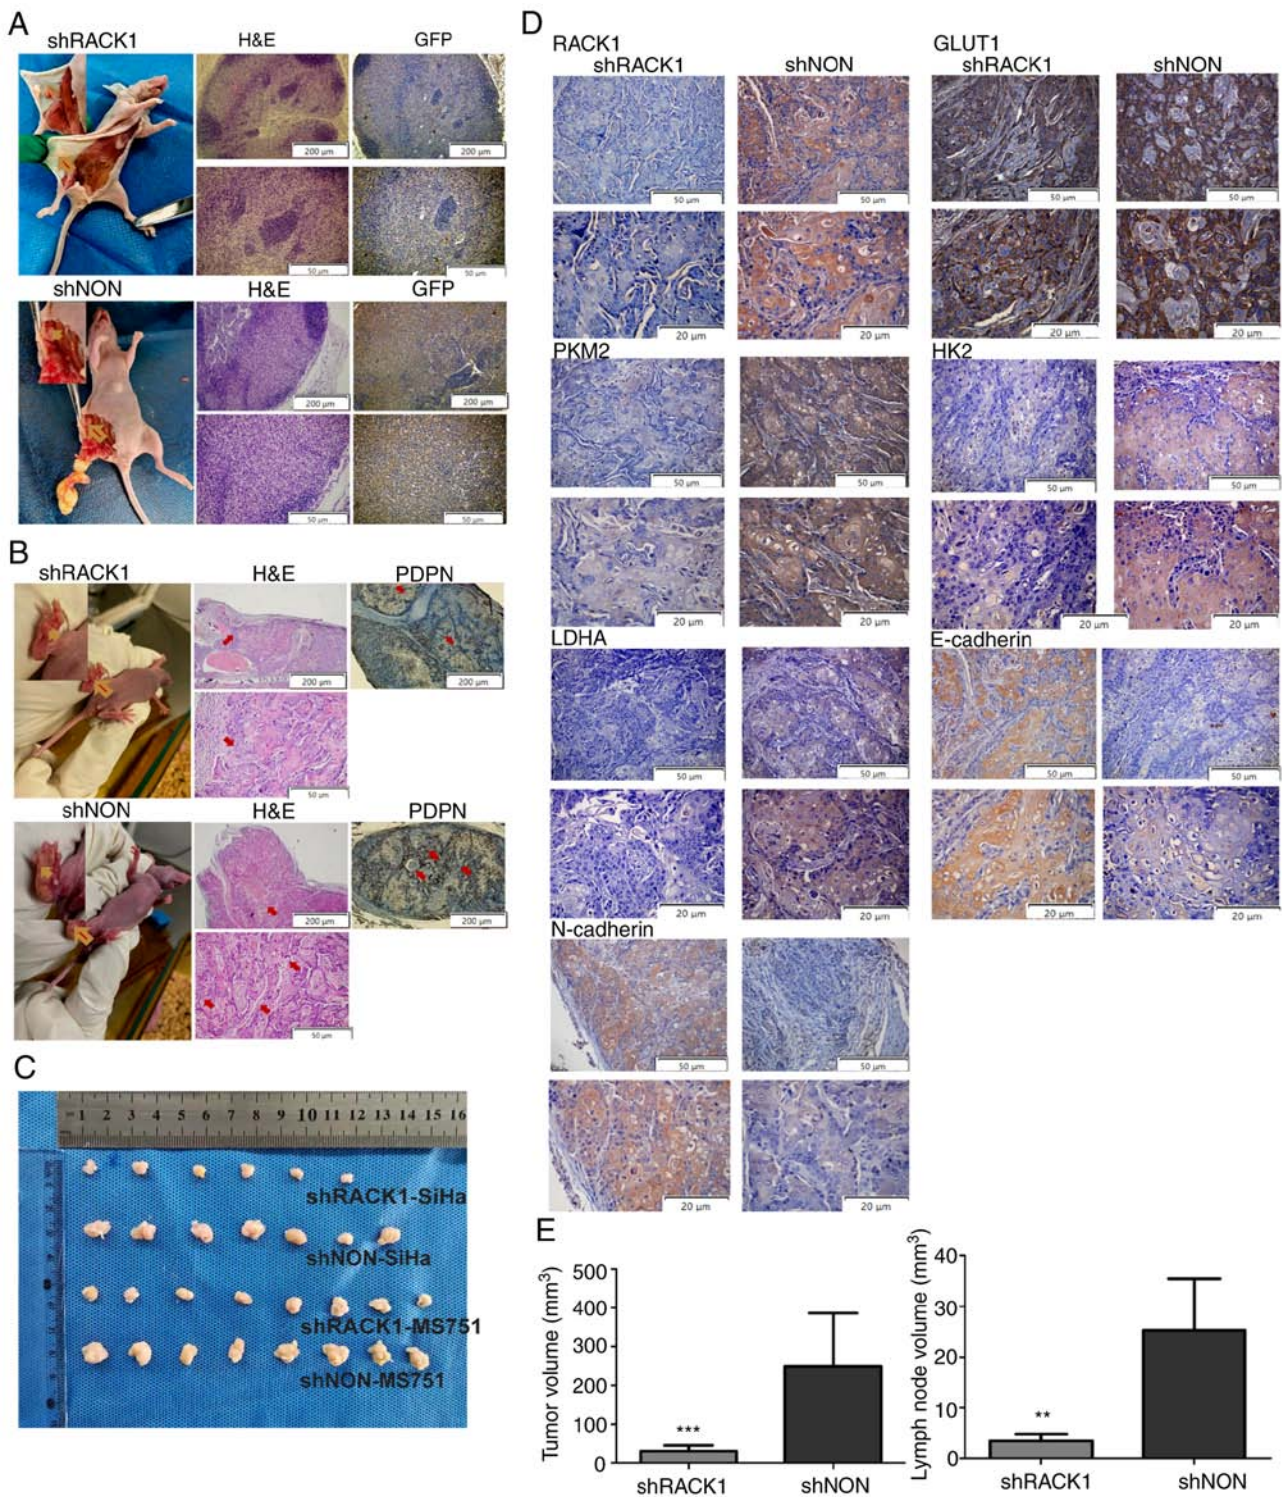 A
shRACK1
H&E
GFP
200 µm
200 µm
50 µm
50 µm
shNON
H&E
GFP
200 µm
200 µm
50 µm
50 µm
B
shRACK1
H&E
PDPN
200 µm
200 µm
50 µm
shNON
H&E
PDPN
200 µm
200 µm
50 µm
C
1 2 3 4 5 6 7 8 9 10 11 12 13 14 15 16
shRACK1-SiHa
shNON-SiHa
shRACK1-MS751
shNON-MS751
D
RACK1
shRACK1
shNON
50 µm
50 µm
20 µm
20 µm
GLUT1
shRACK1
shNON
50 µm
50 µm
20 µm
20 µm
PKM2
50 µm
50 µm
20 µm
20 µm
HK2
50 µm
50 µm
20 µm
20 µm
LDHA
50 µm
50 µm
20 µm
20 µm
E-cadherin
50 µm
50 µm
20 µm
20 µm
N-cadherin
50 µm
50 µm
20 µm
20 µm
E
Tumor volume (mm³)
500
400
300
200
100
0
***
shRACK1
shNON
Lymph node volume (mm³)
40
30
20
10
0
**
shRACK1
shNON